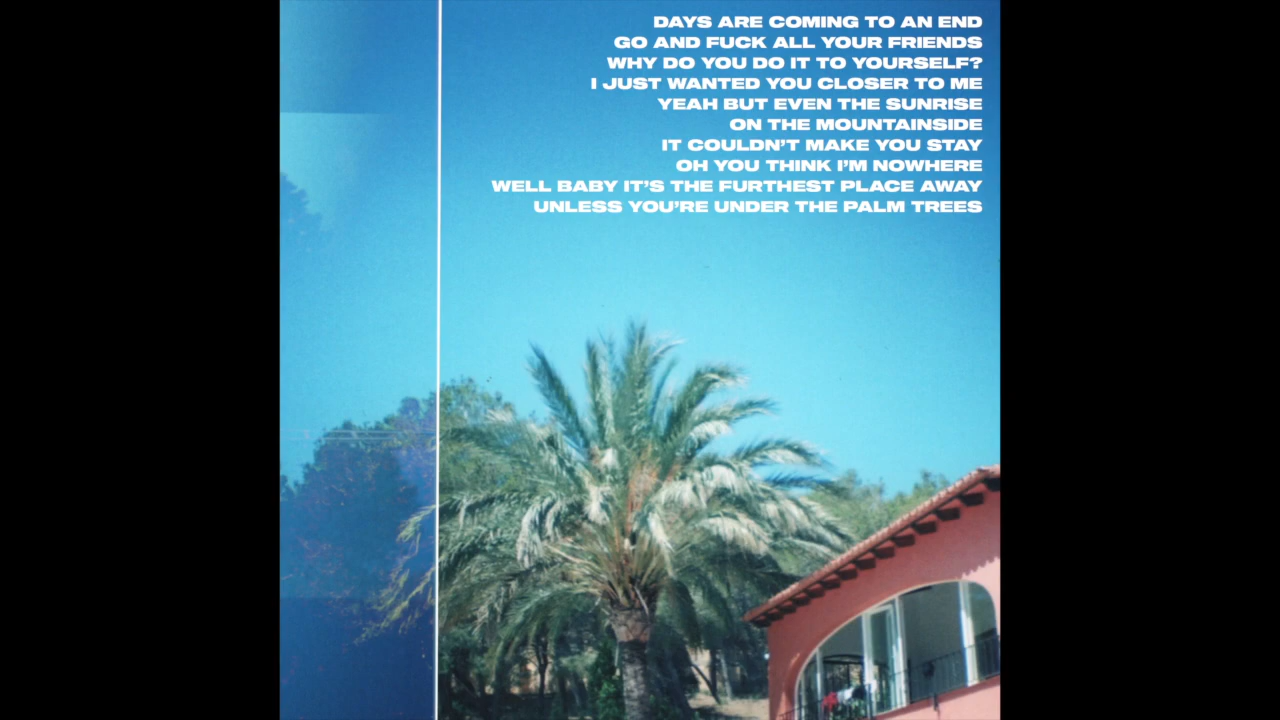 DAYS ARE COMING TO AN END
GO AND FUCK ALL YOUR FRIENDS
WHY DO YOU DO IT TO YOURSELF?
I JUST WANTED YOU CLOSER TO ME
YEAH BUT EVEN THE SUNRISE
ON THE MOUNTAINSIDE
IT COULDN'T MAKE YOU STAY
OH YOU THINK I'M NOWHERE
WELL BABY IT'S THE FURTHEST PLACE AWAY
UNLESS YOU'RE UNDER THE PALM TREES